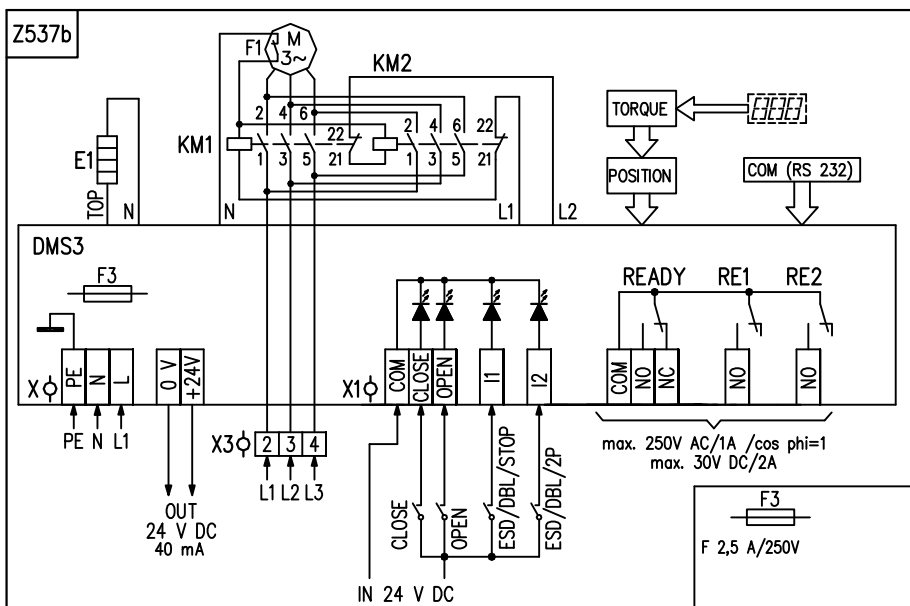 Z537b
F1
M
3~
KM2
2 4 6
22
2 4 6
22
KM1
1 3 5
21
1 3 5
21
E1
TOP
N
N
L1
L2
TORQUE
POSITION
COM (RS 232)
DMS3
F3
READY
RE1
RE2
X
PE
N
L
0 V
+24V
X1
COM
CLOSE
OPEN
I1
I2
COM
NO
NC
NO
NO
PE N L1
X3
2 3 4
L1 L2 L3
OUT
24 V DC
40 mA
CLOSE
OPEN
ESD/DBL/STOP
ESD/DBL/2P
IN 24 V DC
max. 250V AC/1A /cos phi=1
max. 30V DC/2A
F3
F 2,5 A/250V